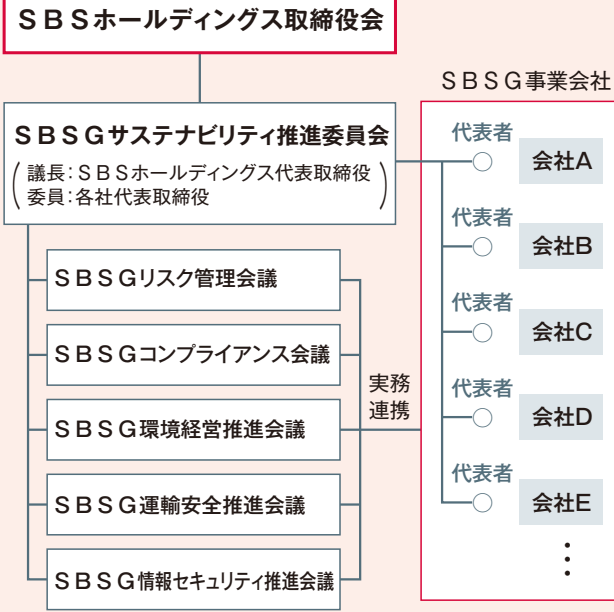 SBSホールディングス取締役会
SBSG事業会社
SBSGサステナビリティ推進委員会
(議長:SBSホールディングス代表取締役
委員:各社代表取締役)
代表者
会社A
代表者
会社B
代表者
会社C
代表者
会社D
代表者
会社E
⋮
SBSGリスク管理会議
SBSGコンプライアンス会議
SBSG環境経営推進会議
SBSG運輸安全推進会議
SBSG情報セキュリティ推進会議
実務
連携